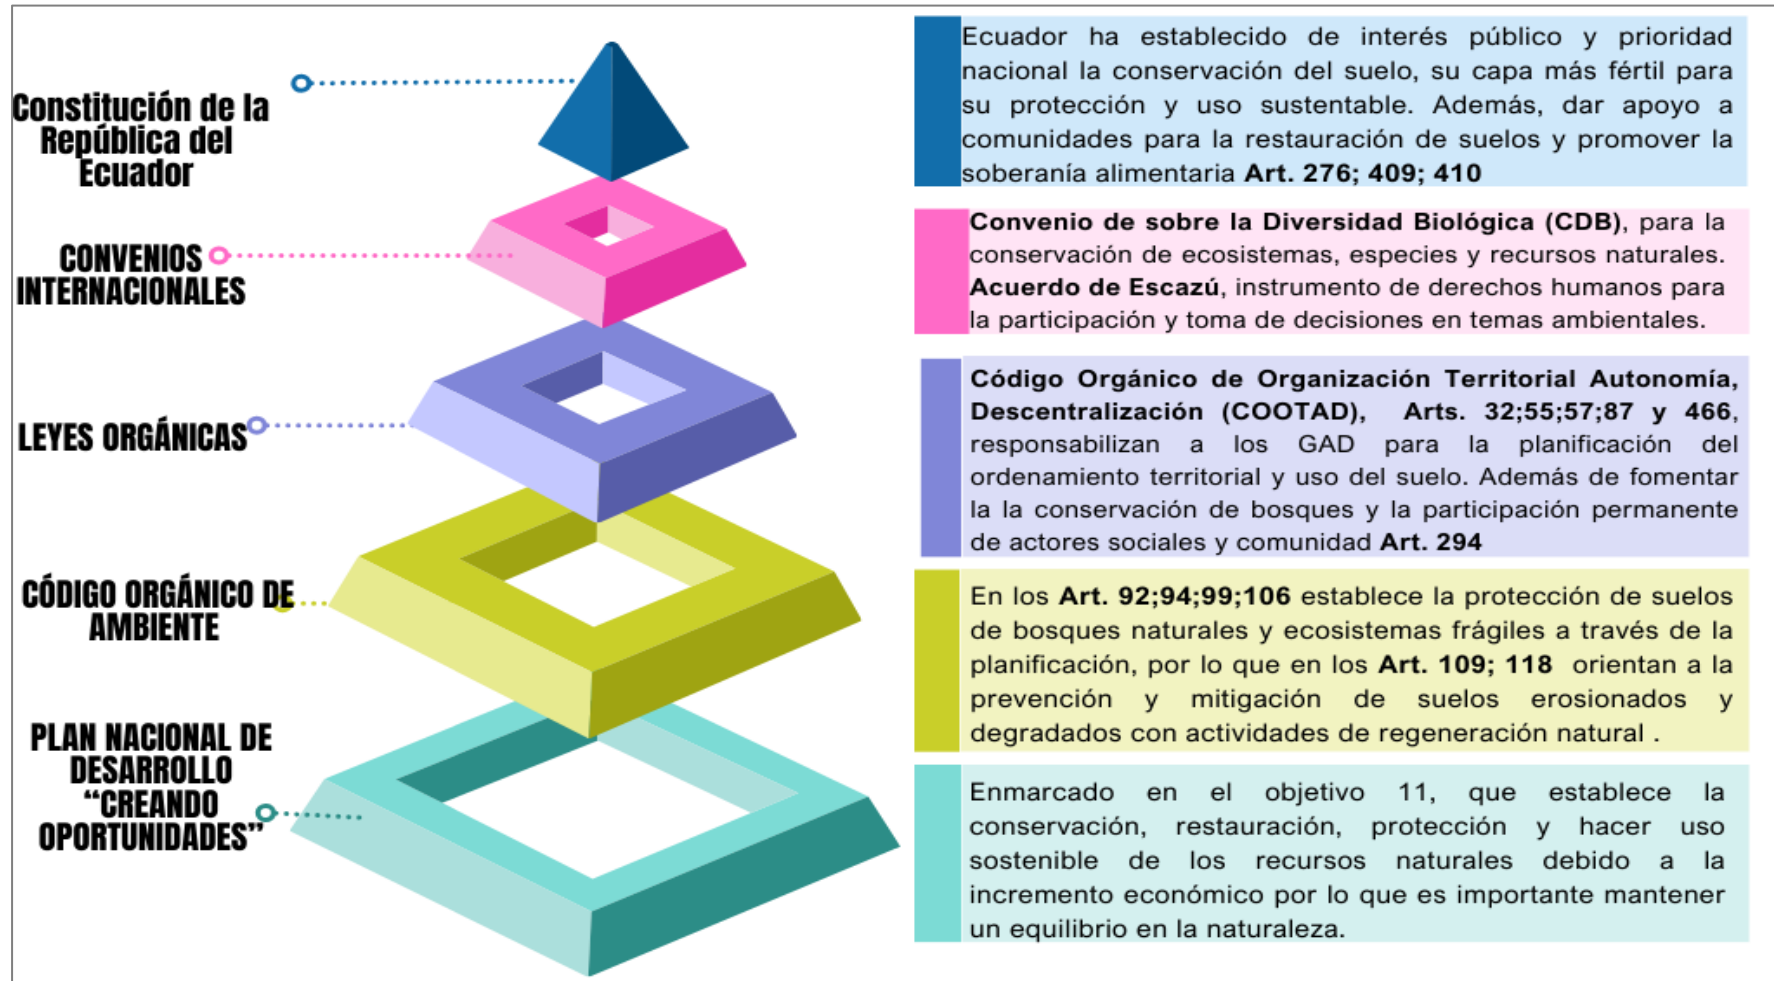 Constitución de la
República del
Ecuador
Ecuador ha establecido de interés público y prioridad
nacional la conservación del suelo, su capa más fértil para
su protección y uso sustentable. Además, dar apoyo a
comunidades para la restauración de suelos y promover la
soberanía alimentaria Art. 276; 409; 410
CONVENIOS
INTERNACIONALES
Convenio de sobre la Diversidad Biológica (CDB), para la
conservación de ecosistemas, especies y recursos naturales.
Acuerdo de Escazú, instrumento de derechos humanos para
la participación y toma de decisiones en temas ambientales.
LEYES ORGÁNICAS
Código Orgánico de Organización Territorial Autonomía,
Descentralización (COOTAD), Arts. 32;55;57;87 y 466,
responsabilizan a los GAD para la planificación del
ordenamiento territorial y uso del suelo. Además de fomentar
la la conservación de bosques y la participación permanente
de actores sociales y comunidad Art. 294
CÓDIGO ORGÁNICO DE
AMBIENTE
En los Art. 92;94;99;106 establece la protección de suelos
de bosques naturales y ecosistemas frágiles a través de la
planificación, por lo que en los Art. 109; 118 orientan a la
prevención y mitigación de suelos erosionados y
degradados con actividades de regeneración natural .
PLAN NACIONAL DE
DESARROLLO
“CREANDO
OPORTUNIDADES”
Enmarcado en el objetivo 11, que establece la
conservación, restauración, protección y hacer uso
sostenible de los recursos naturales debido a la
incremento económico por lo que es importante mantener
un equilibrio en la naturaleza.